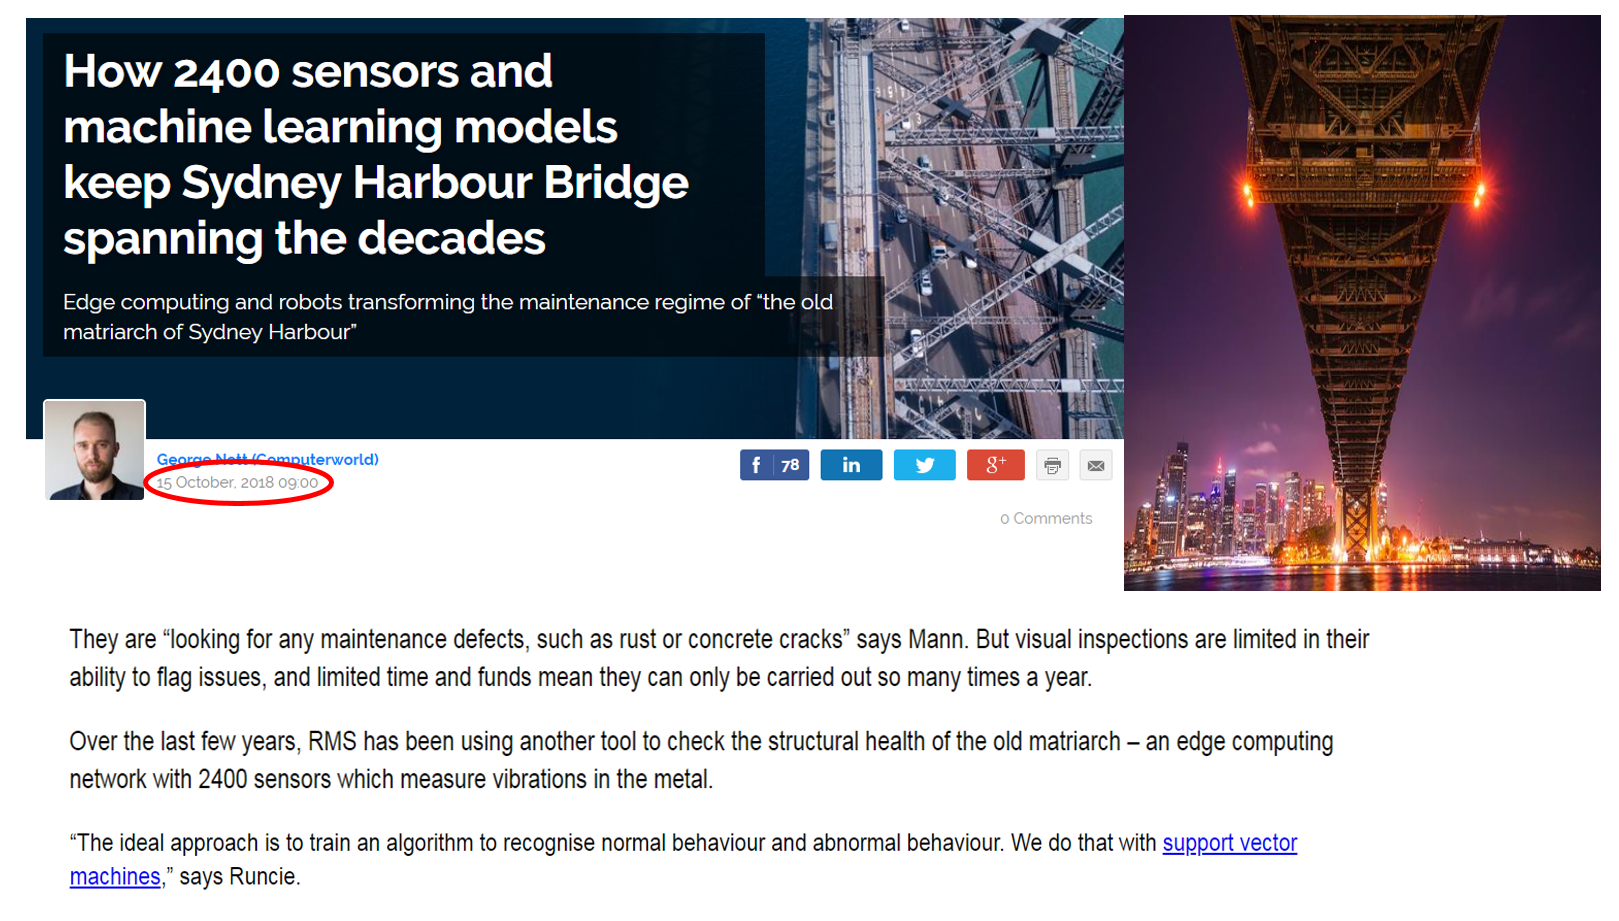 How 2400 sensors and
machine learning models
keep Sydney Harbour Bridge
spanning the decades
Edge computing and robots transforming the maintenance regime of “the old
matriarch of Sydney Harbour”
George Nott (Computerworld)
15 October, 2018 09:00
f 78 in g+
0 Comments
They are “looking for any maintenance defects, such as rust or concrete cracks” says Mann. But visual inspections are limited in their
ability to flag issues, and limited time and funds mean they can only be carried out so many times a year.
Over the last few years, RMS has been using another tool to check the structural health of the old matriarch – an edge computing
network with 2400 sensors which measure vibrations in the metal.
“The ideal approach is to train an algorithm to recognise normal behaviour and abnormal behaviour. We do that with support vector
machines,” says Runcie.